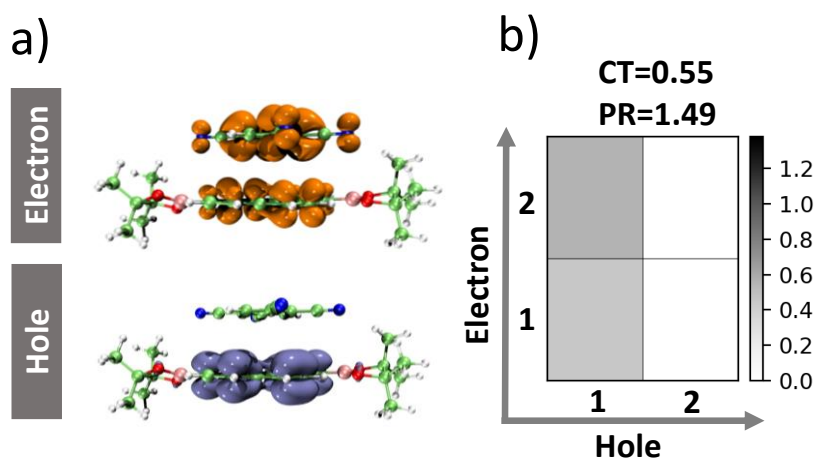 a)
Electron
Hole
b)
CT=0.55
PR=1.49
Electron
2
1
1 2
Hole
1.2
1.0
0.8
0.6
0.4
0.2
0.0